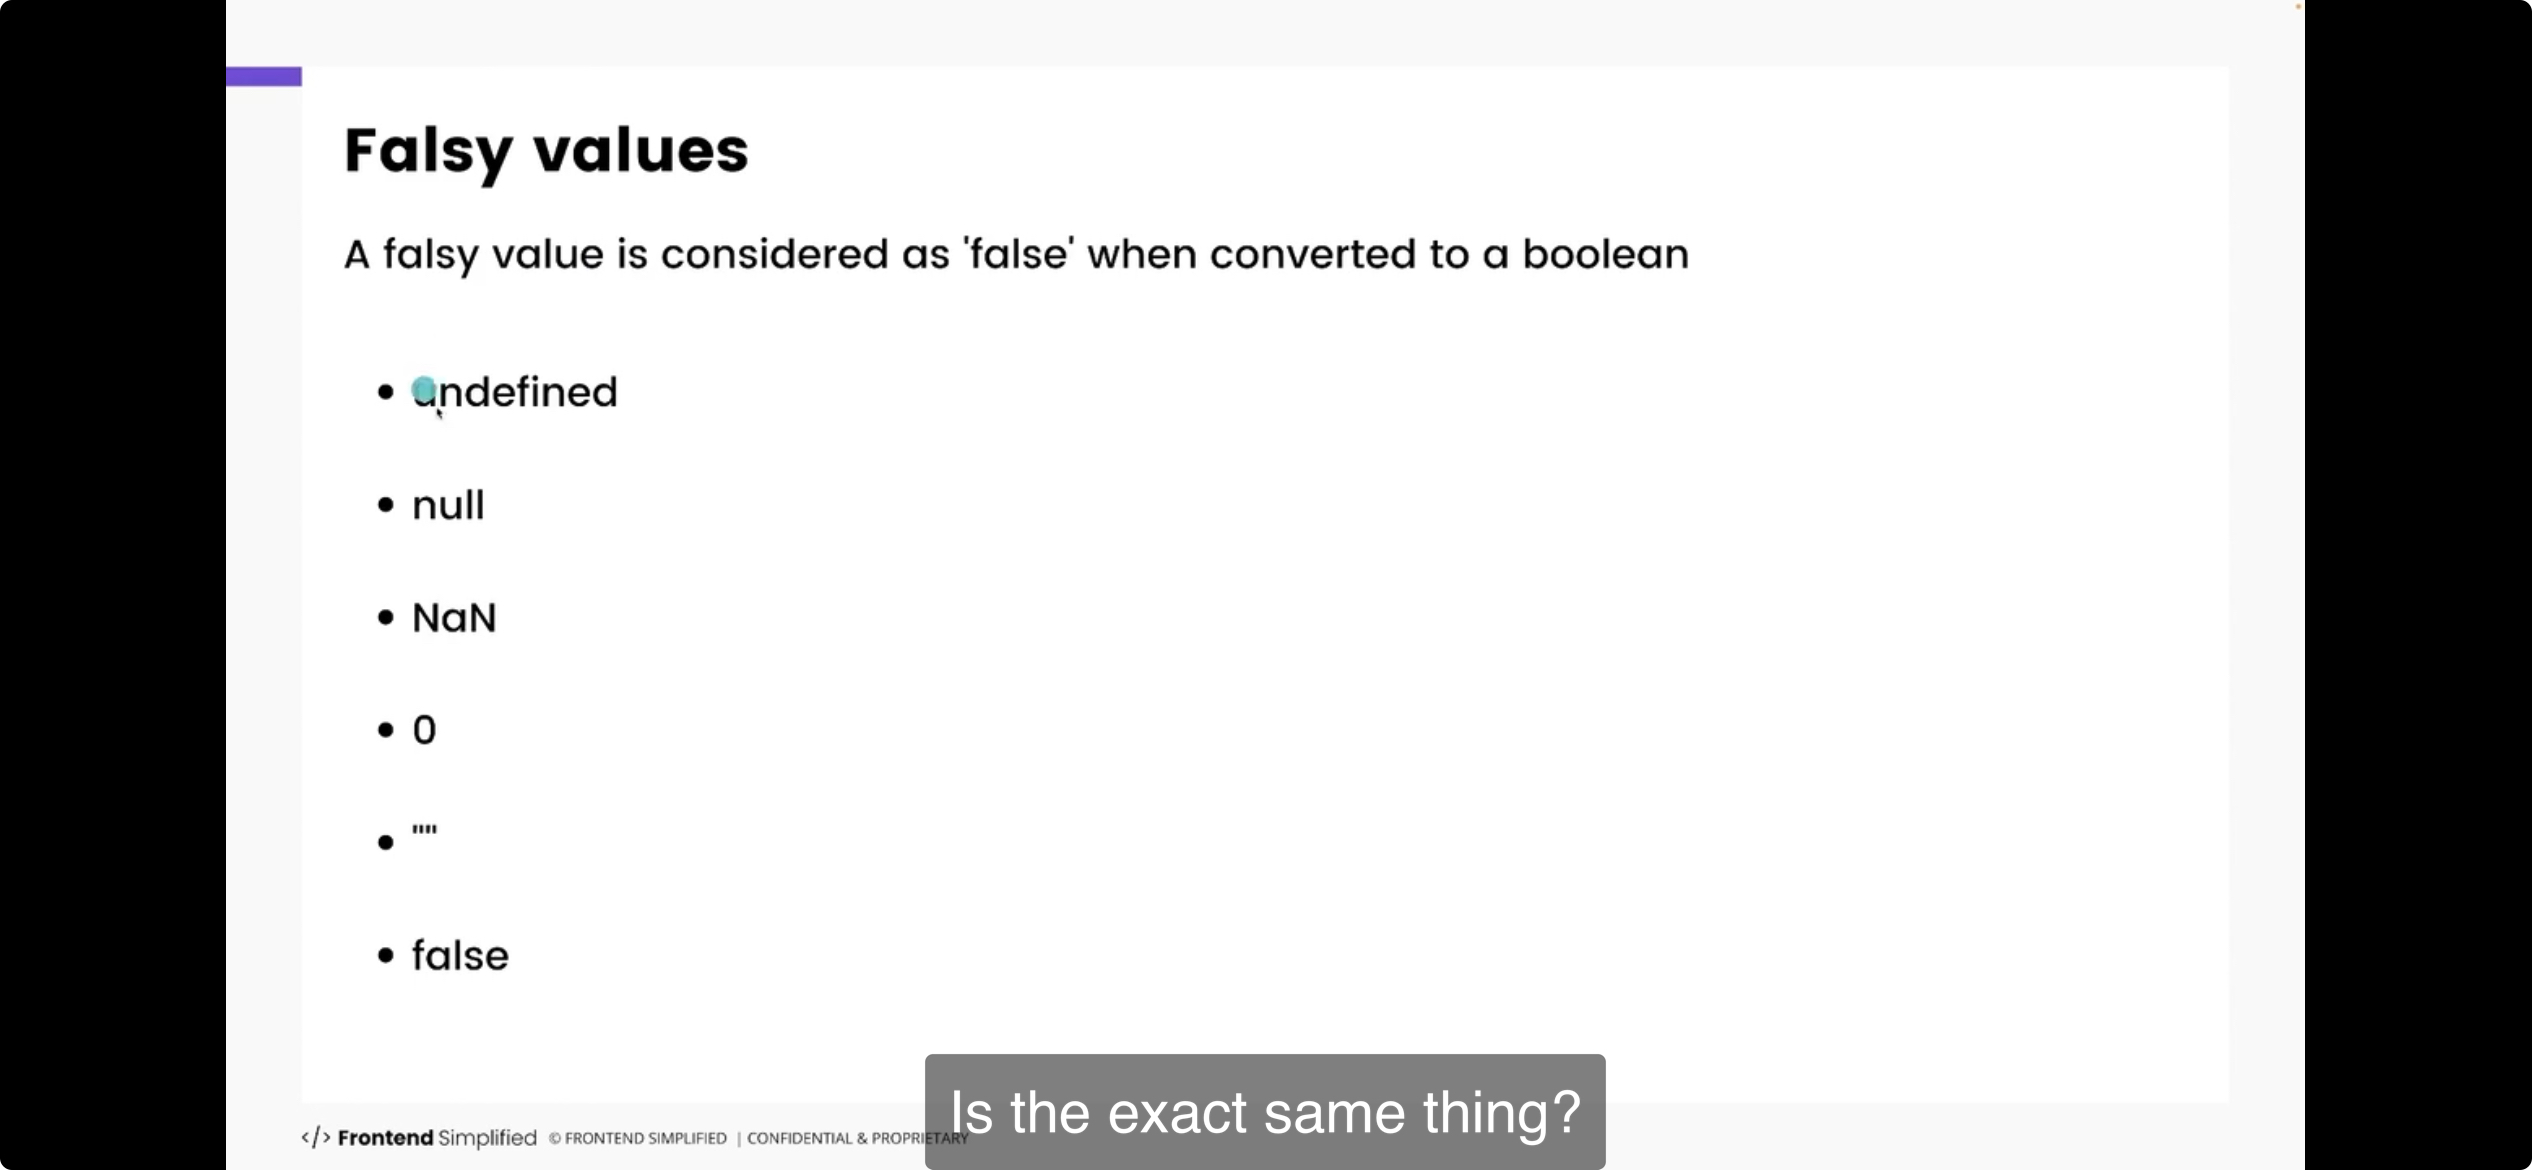 Falsy values
A falsy value is considered as 'false' when converted to a boolean
• undefined
• null
• NaN
• 0
• ""
• false
Is the exact same thing?
</> Frontend Simplified © FRONTEND SIMPLIFIED | CONFIDENTIAL & PROPRIETARY